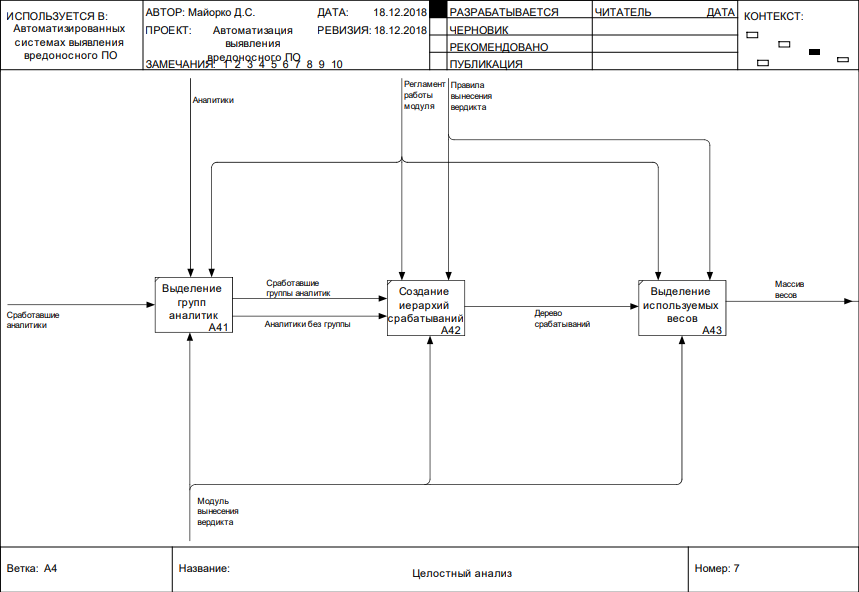 ИСПОЛЬЗУЕТСЯ В:
Автоматизированных
системах выявления
вредоносного ПО
АВТОР: Майорко Д.С.
ДАТА: 18.12.2018
ПРОЕКТ: Автоматизация
выявления
вредоносного ПО
РЕВИЗИЯ: 18.12.2018
ЗАМЕЧАНИЯ: 1 2 3 4 5 6 7 8 9 10
РАЗРАБАТЫВАЕТСЯ
ЧЕРНОВИК
РЕКОМЕНДОВАНО
ПУБЛИКАЦИЯ
ЧИТАТЕЛЬ ДАТА
КОНТЕКСТ:
Аналитики
Регламент
работы
модуля
Правила
вынесения
вердикта
Сработавшие
аналитики
Выделение
групп
аналитик
A41
Сработавшие
группы аналитик
Аналитики без группы
Создание
иерархий
срабатываний
A42
Дерево
срабатываний
Выделение
используемых
весов
A43
Массив
весов
Модуль
вынесения
вердикта
Ветка: A4
Название:
Целостный анализ
Номер: 7